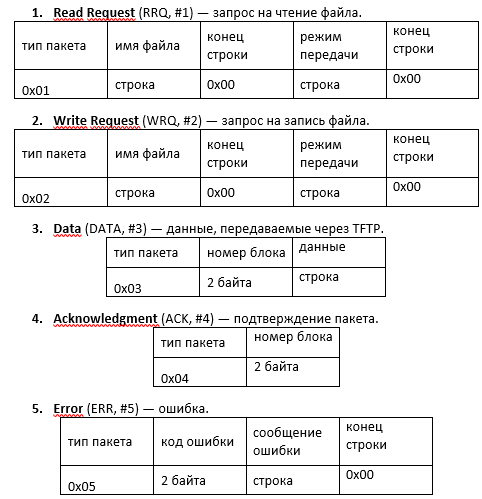 1. Read Request (RRQ, #1) — запрос на чтение файла.
тип пакета имя файла конец строки режим передачи конец строки
0x01 строка 0x00 строка 0x00
2. Write Request (WRQ, #2) — запрос на запись файла.
тип пакета имя файла конец строки режим передачи конец строки
0x02 строка 0x00 строка 0x00
3. Data (DATA, #3) — данные, передаваемые через TFTP.
тип пакета номер блока данные
0x03 2 байта строка
4. Acknowledgment (ACK, #4) — подтверждение пакета.
тип пакета номер блока
0x04 2 байта
5. Error (ERR, #5) — ошибка.
тип пакета код ошибки сообщение ошибки конец строки
0x05 2 байта строка 0x00